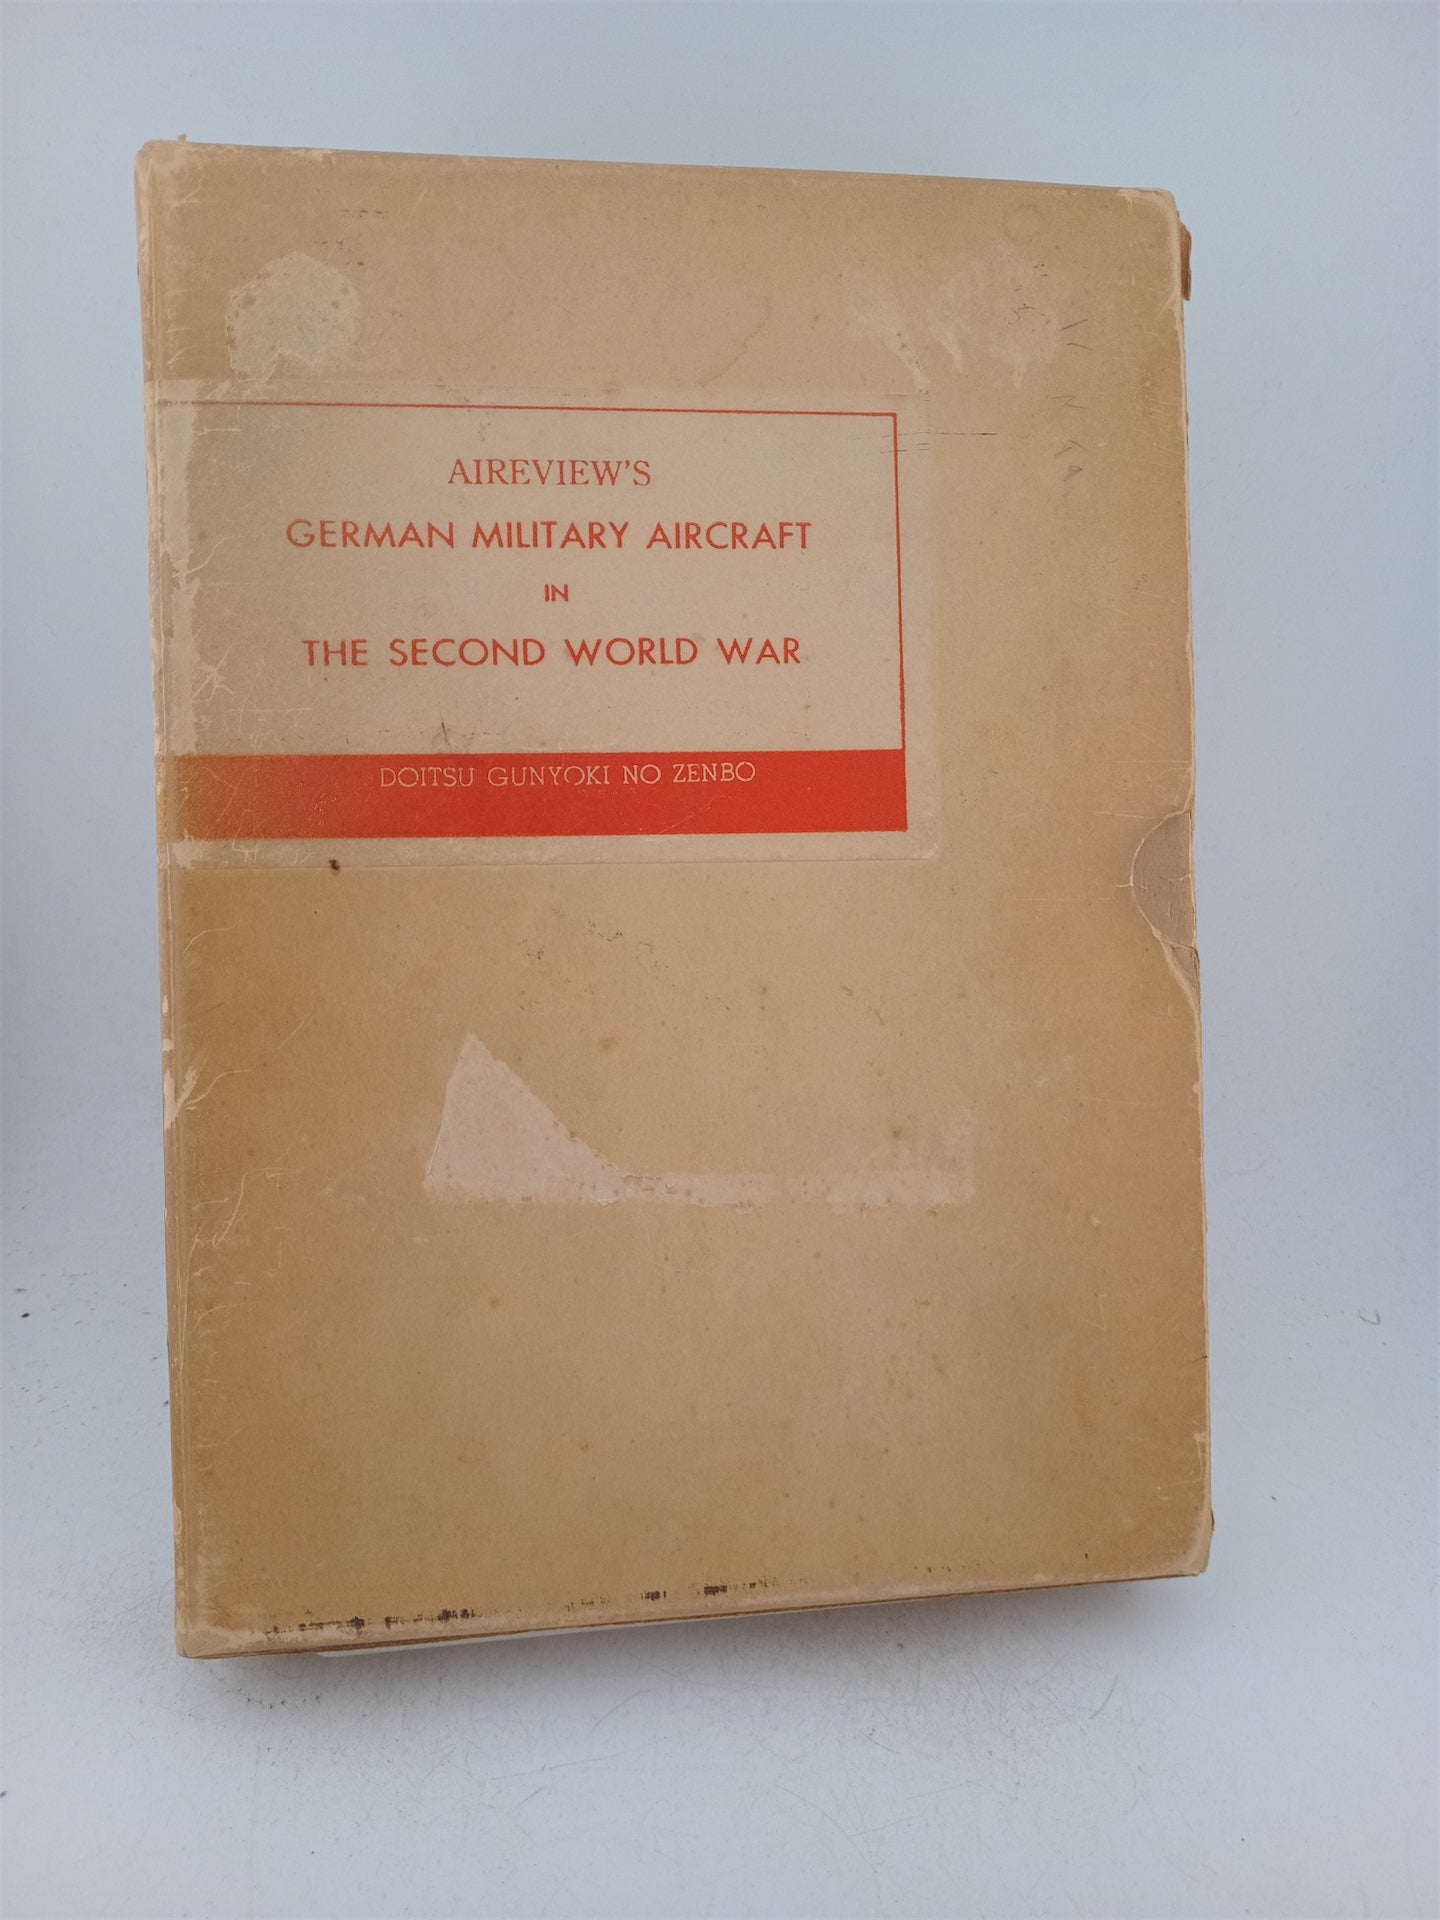 AIREVIEW'S
GERMAN MILITARY AIRCRAFT
IN
THE SECOND WORLD WAR
DOITSU GUNYOKI NO ZENBO